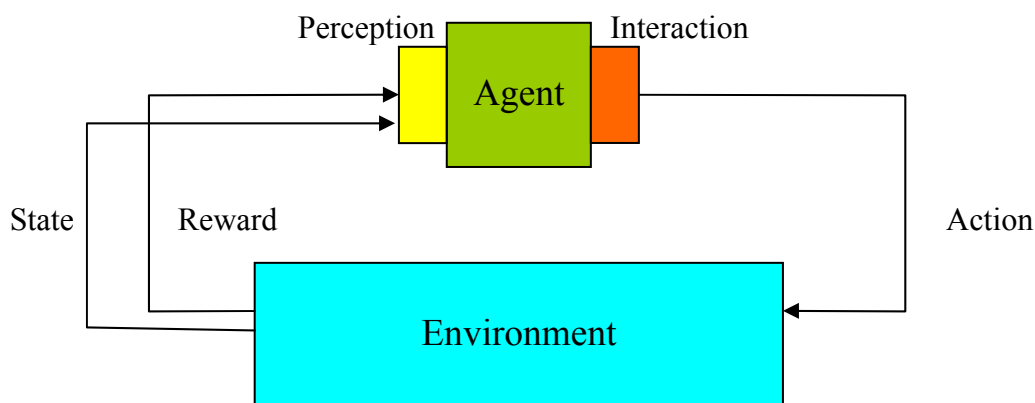 Perception
Interaction
Agent
State
Reward
Action
Environment